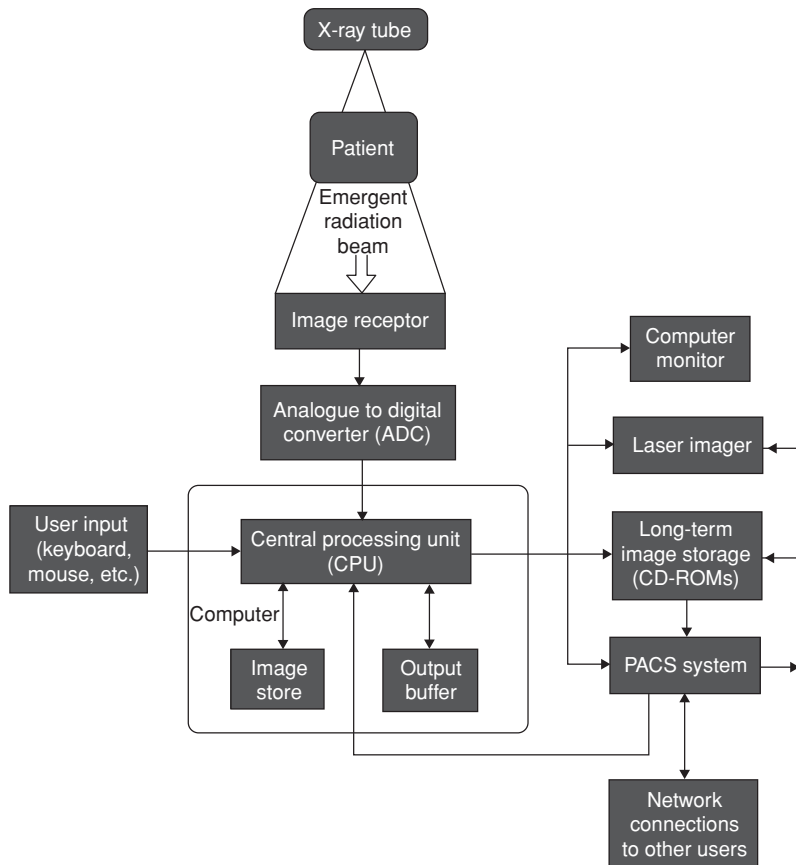 X-ray tube
Patient
Emergent
radiation
beam
Image receptor
Analogue to digital
converter (ADC)
Computer
monitor
Laser imager
User input
(keyboard,
mouse, etc.)
Central processing unit
(CPU)
Long-term
image storage
(CD-ROMs)
Computer
Image
store
Output
buffer
PACS system
Network
connections
to other users